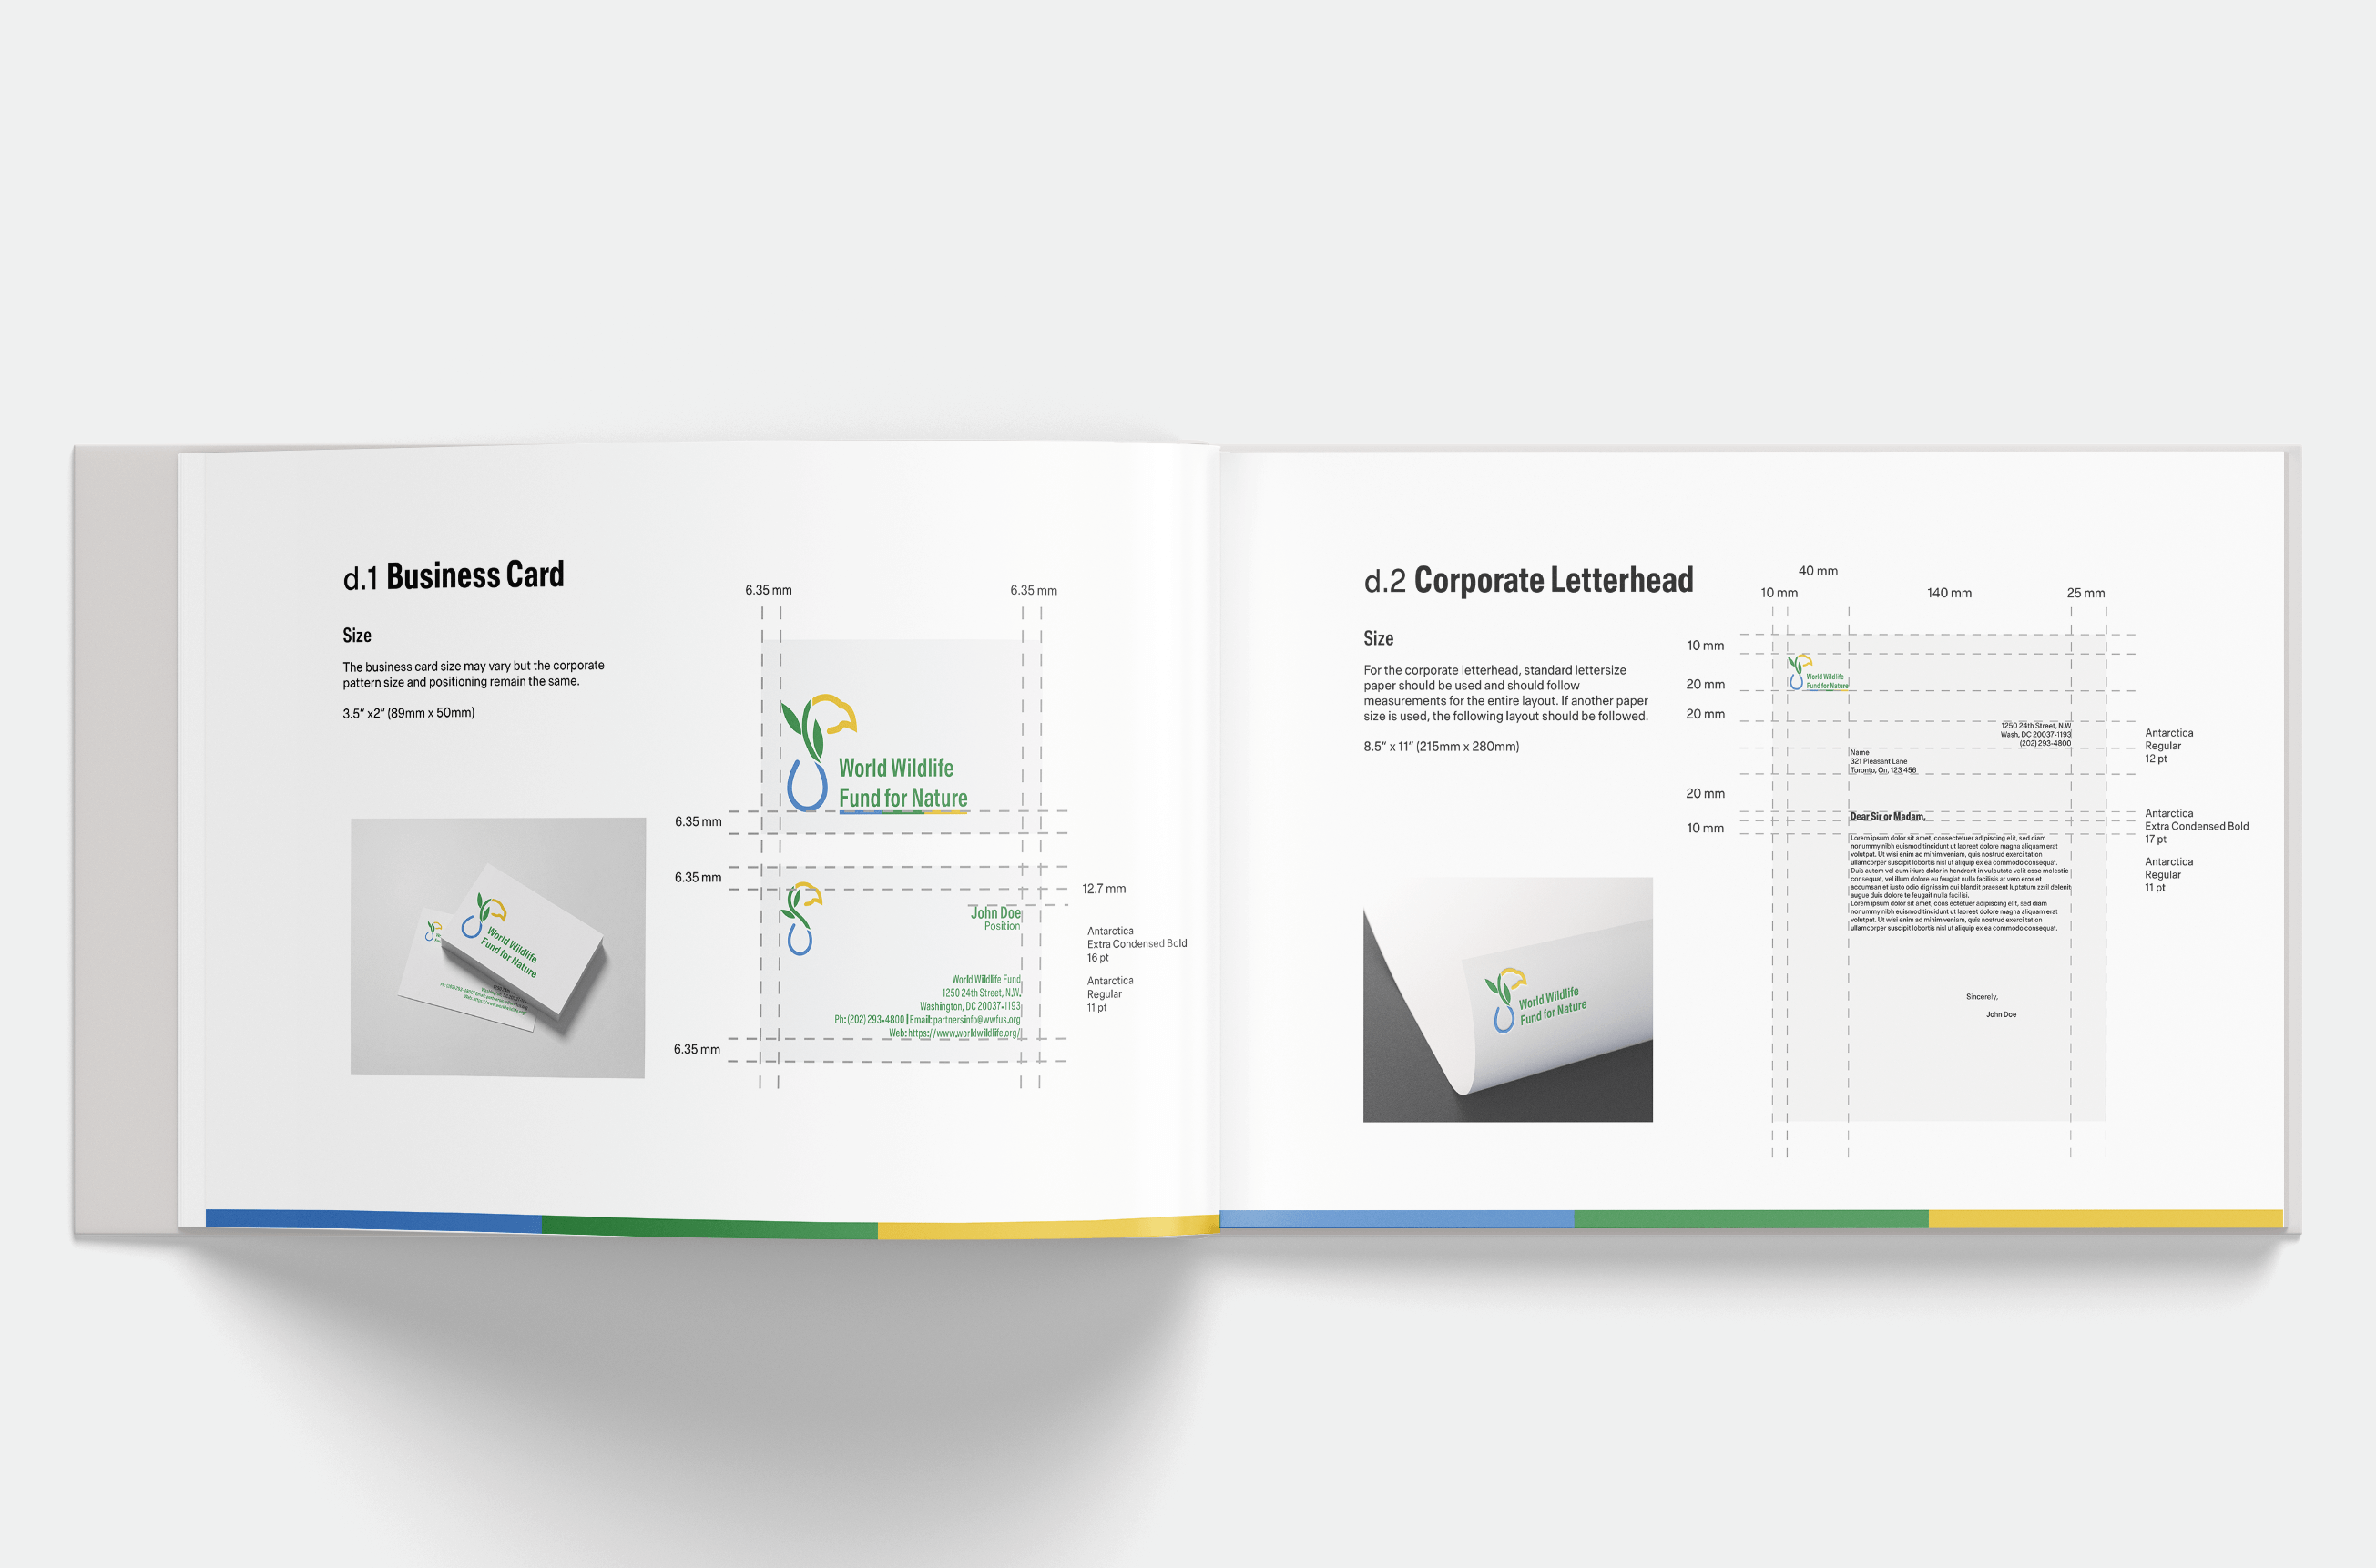 d.1 Business Card
Size
The business card size may vary but the corporate
pattern size and positioning remain the same.
3.5" x2" (89mm x 50mm)
World Wildlife
Fund for Nature
6.35 mm
6.35 mm
World Wildlife
Fund for Nature
6.35 mm
6.35 mm
12.7 mm
John Doe
Position
World Wildlife Fund
1250 24th Street, N.W.
Washington, DC 20037-1193
Ph: (202) 293-4800 | Email: partnersinfo@wwfus.org
Web: https://www.worldwildlife.org/
6.35 mm
Antarctica
Extra Condensed Bold
16 pt
Antarctica
Regular
11 pt
d.2 Corporate Letterhead
Size
For the corporate letterhead, standard lettersize
paper should be used and should follow
measurements for the entire layout. If another paper
size is used, the following layout should be followed.
8.5" x 11" (215mm x 280mm)
World Wildlife
Fund for Nature
40 mm
10 mm
140 mm
25 mm
10 mm
20 mm
20 mm
20 mm
10 mm
World Wildlife
Fund for Nature
1250 24th Street, N.W
Wash, DC 20037-1193
(202) 293-4800
Name
321 Pleasant Lane
Toronto, On, 123 456
Dear Sir or Madam,
Lorem ipsum dolor sit amet, consectetuer adipiscing elit, sed diam
nonummy nibh euismod tincidunt ut laoreet dolore magna aliquam erat
volutpat. Ut wisi enim ad minim veniam, quis nostrud exerci tation
ullamcorper suscipit lobortis nisl ut aliquip ex ea commodo consequat.
Duis autem vel eum iriure dolor in hendrerit in vulputate velit esse molestie
consequat, vel illum dolore eu feugiat nulla facilisis at vero eros et
accumsan et iusto odio dignissim qui blandit praesent luptatum zzril delenit
augue duis dolore te feugait nulla facilisi.
Lorem ipsum dolor sit amet, cons ectetuer adipiscing elit, sed diam
nonummy nibh euismod tincidunt ut laoreet dolore magna aliquam erat
volutpat. Ut wisi enim ad minim veniam, quis nostrud exerci tation
ullamcorper suscipit lobortis nisl ut aliquip ex ea commodo consequat.
Sincerely,
John Doe
Antarctica
Regular
12 pt
Antarctica
Extra Condensed Bold
17 pt
Antarctica
Regular
11 pt